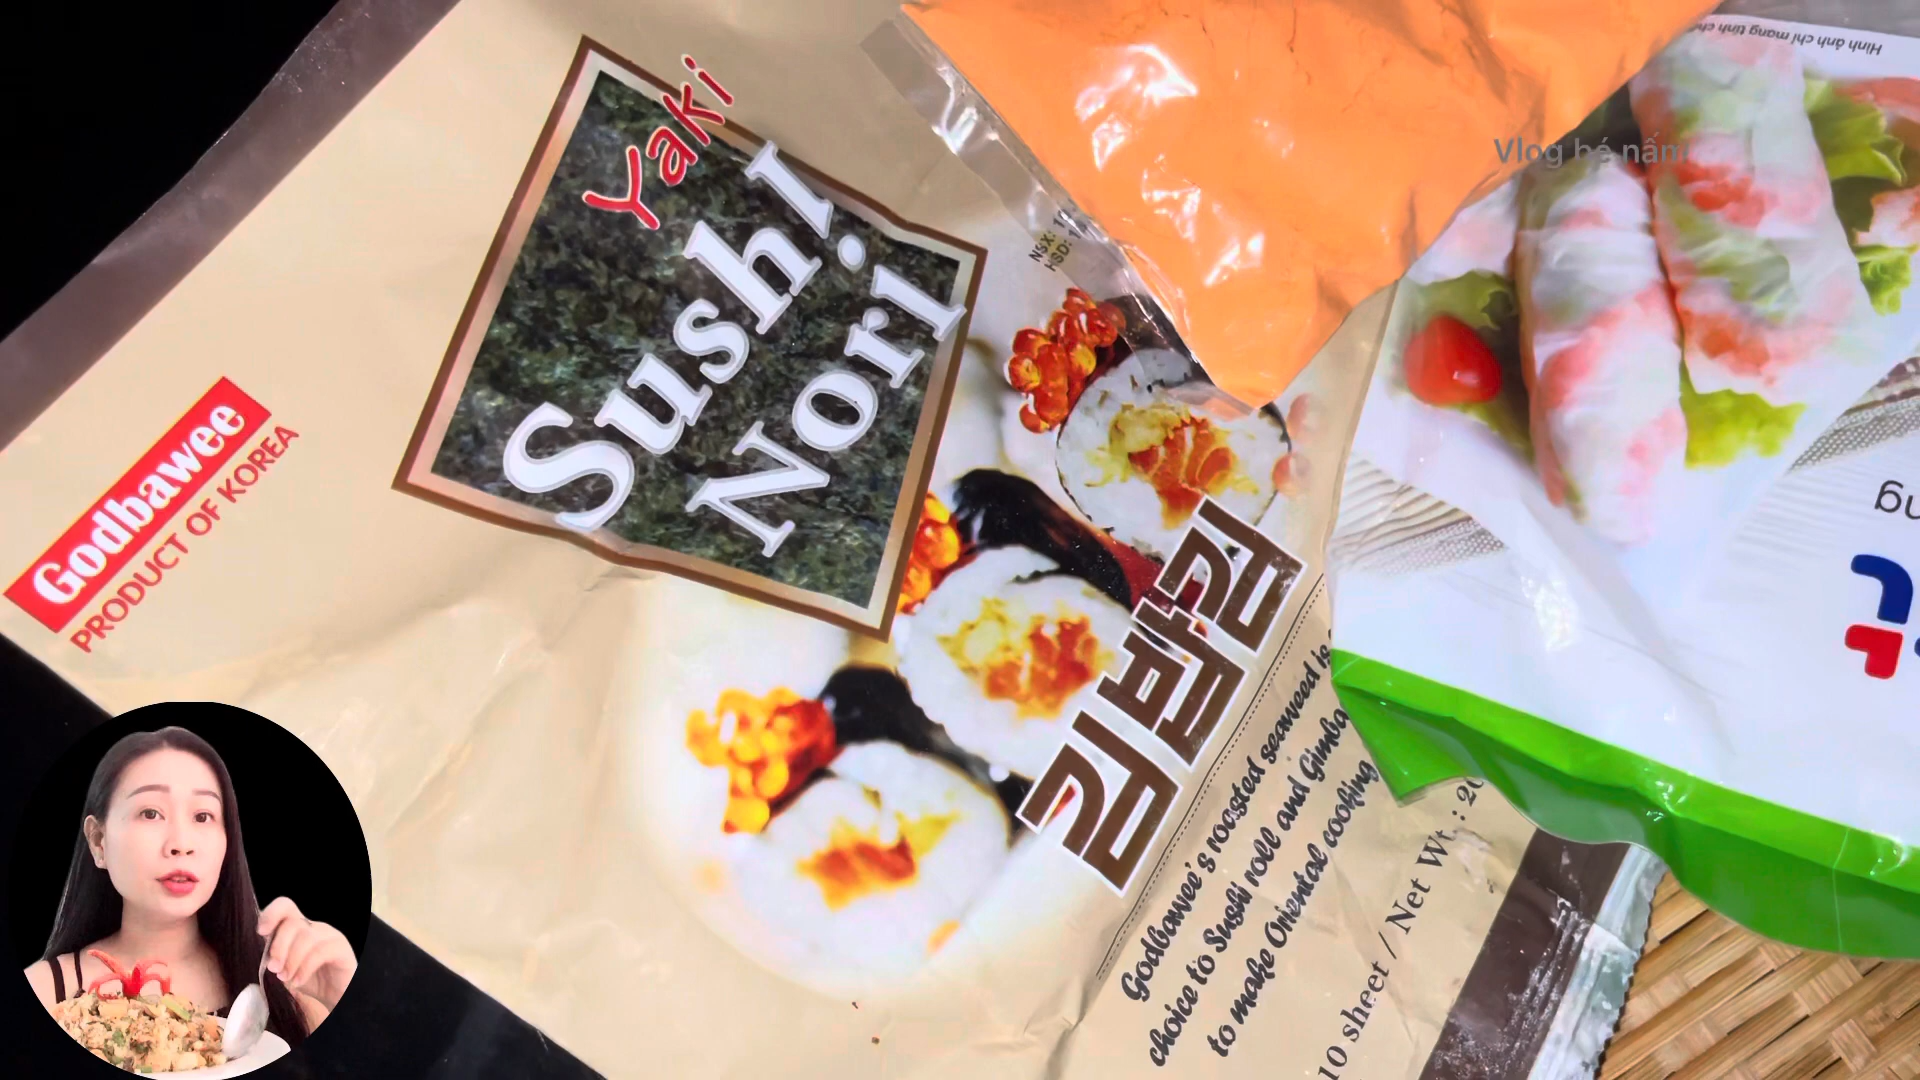 Godbawee
PRODUCT OF KOREA
Yaki
Sushi
Nori
김밥김
Godbawee's roasted seaweed is
choice to Sushi roll and Gimba
to make Oriental cooking
10 sheet / Net Wt. : 20
NSX:
HSD:
Vlog bé nấm
Hình ảnh chỉ mang tính ch